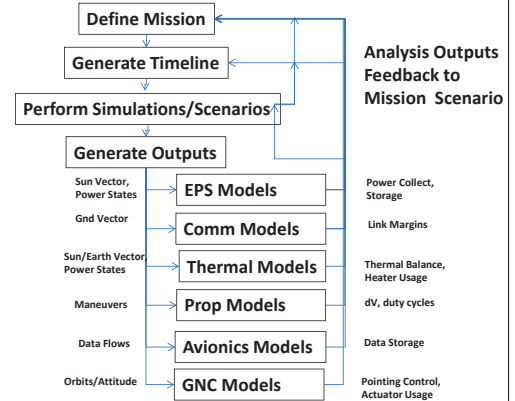 Define Mission
Generate Timeline
Perform Simulations/Scenarios
Generate Outputs
Analysis Outputs
Feedback to
Mission Scenario
Sun Vector,
Power States
EPS Models
Power Collect,
Storage
Gnd Vector
Comm Models
Link Margins
Sun/Earth Vector,
Power States
Thermal Models
Thermal Balance,
Heater Usage
Maneuvers
Prop Models
dV, duty cycles
Data Flows
Avionics Models
Data Storage
Orbits/Attitude
GNC Models
Pointing Control,
Actuator Usage